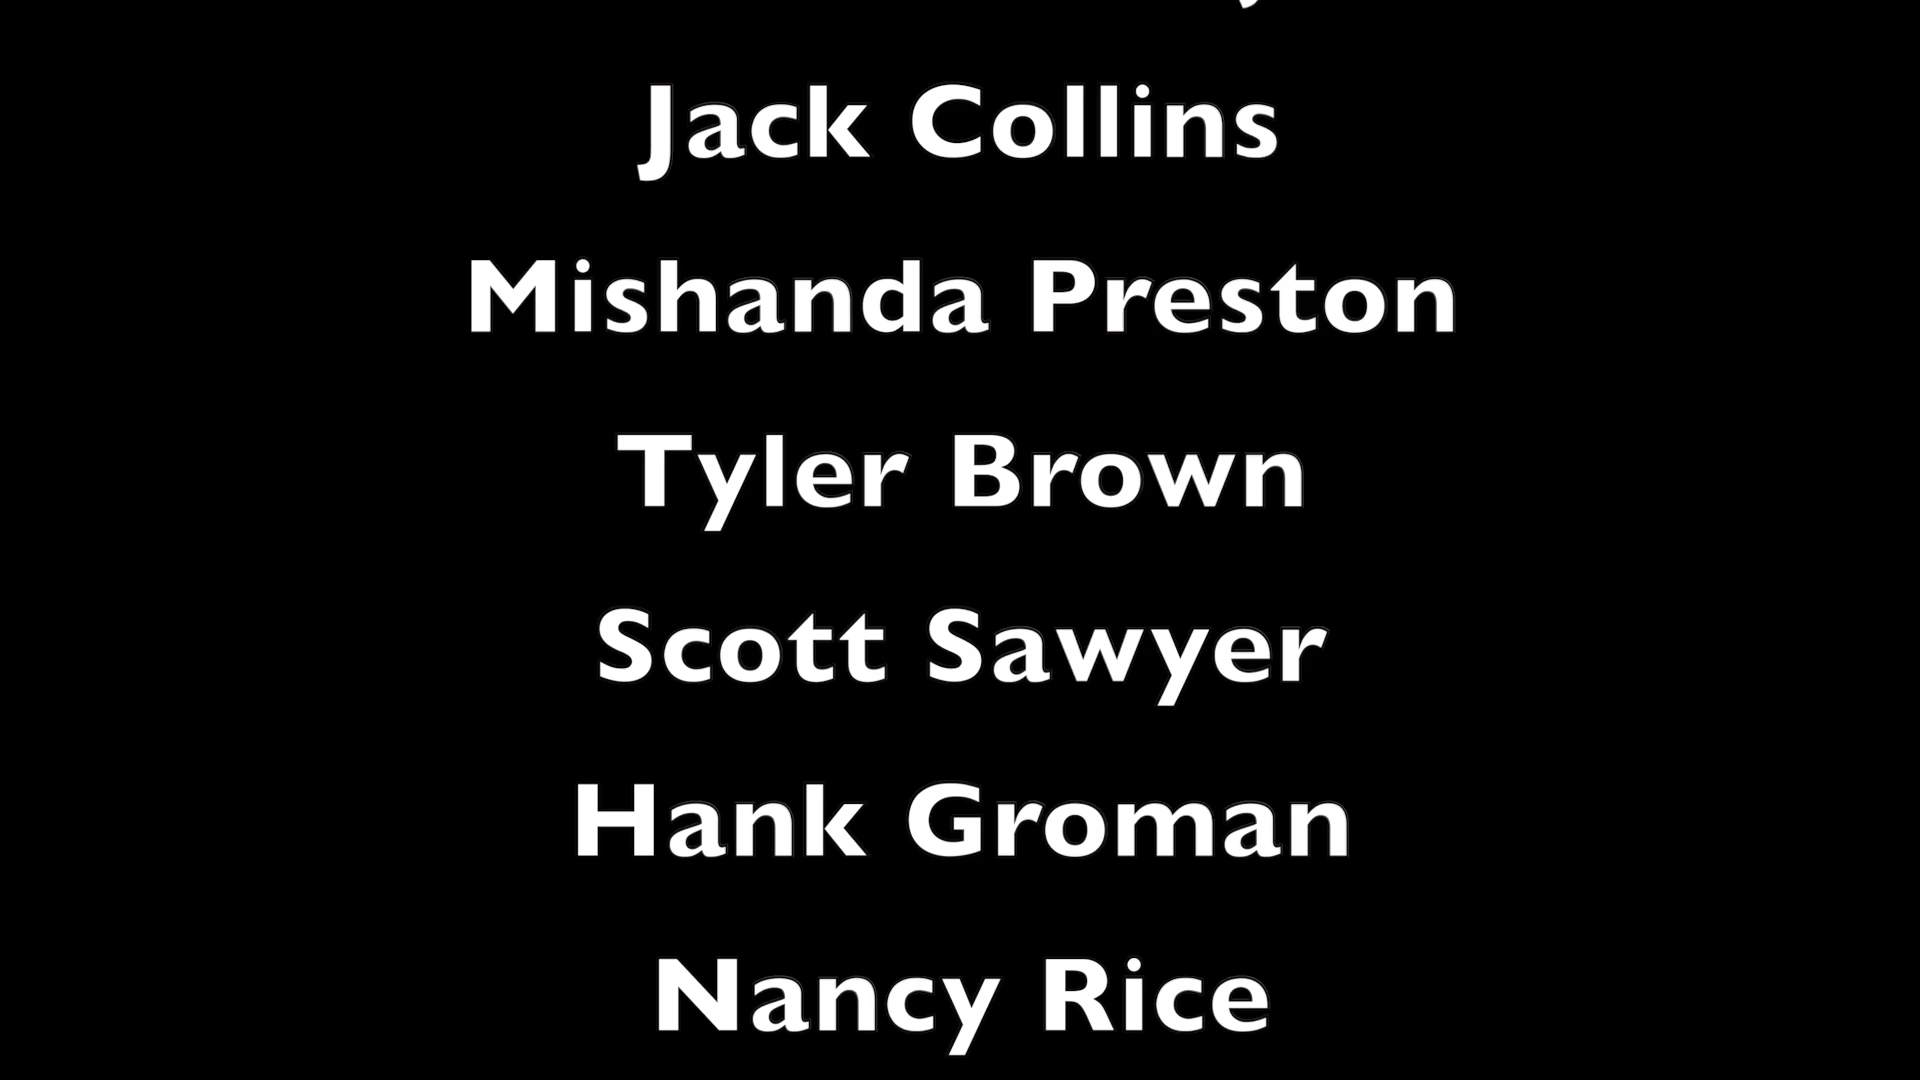 Jack Collins
Mishanda Preston
Tyler Brown
Scott Sawyer
Hank Groman
Nancy Rice